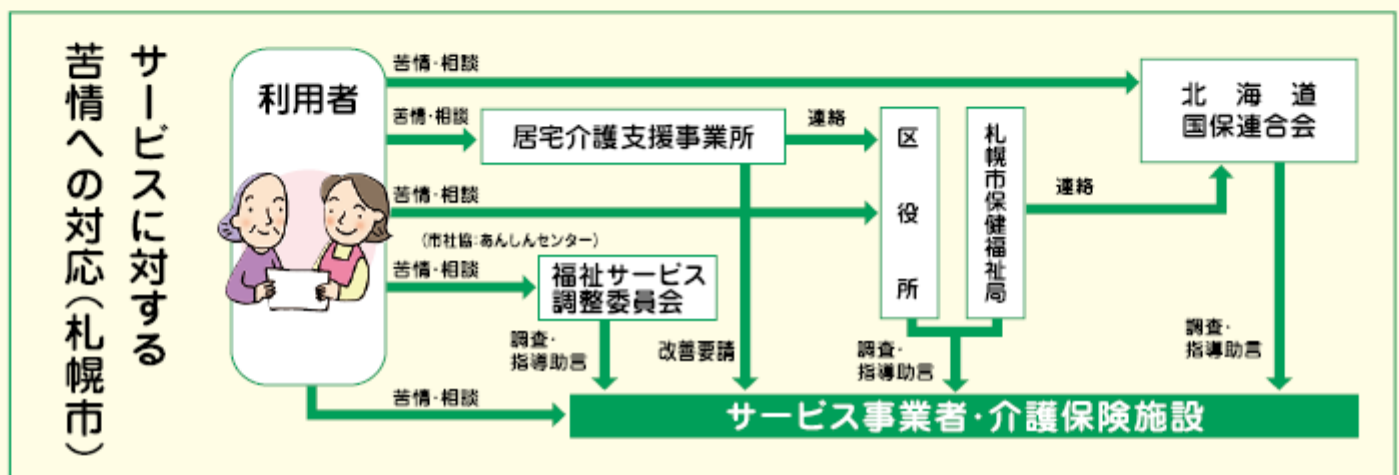 サービスに対する
苦情への対応(札幌市)
利用者
苦情・相談
北海道
国保連合会
苦情・相談
居宅介護支援事業所
連絡
区役所
札幌市保健福祉局
連絡
苦情・相談
(市社協:あんしんセンター)
苦情・相談
福祉サービス
調整委員会
調査・
指導助言
改善要請
調査・
指導助言
調査・
指導助言
苦情・相談
サービス事業者・介護保険施設